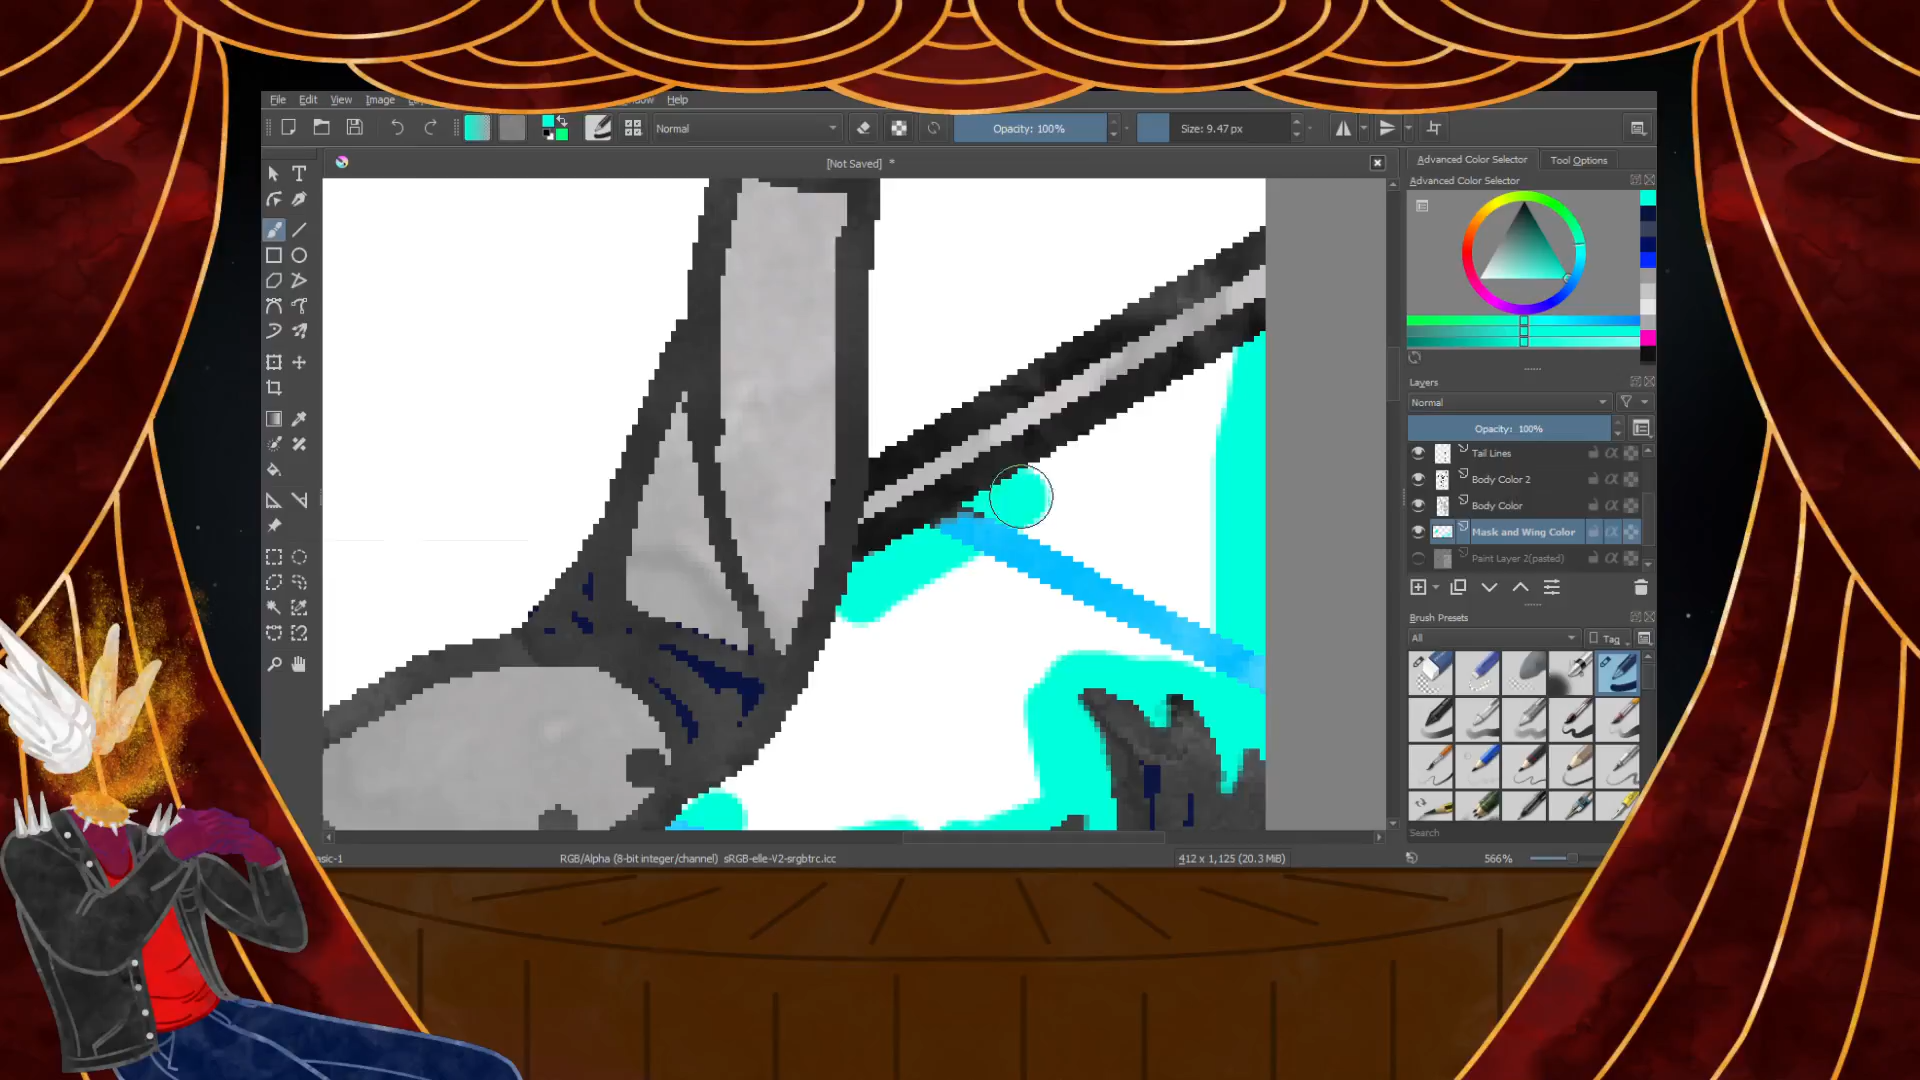 File Edit View Image Help
Normal
Opacity: 100%
Size: 9.47 px
[Not Saved] *
Advanced Color Selector
Tool Options
Advanced Color Selector
Layers
Normal
Opacity: 100%
Tail Lines
Body Color 2
Body Color
Mask and Wing Color
Paint Layer 2(pasted)
Brush Presets
All
Tag
Search
RGB/Alpha (8-bit integer/channel) sRGB-elle-V2-srgbtrc.icc
412 x 1,125 (20.3 MiB)
566%